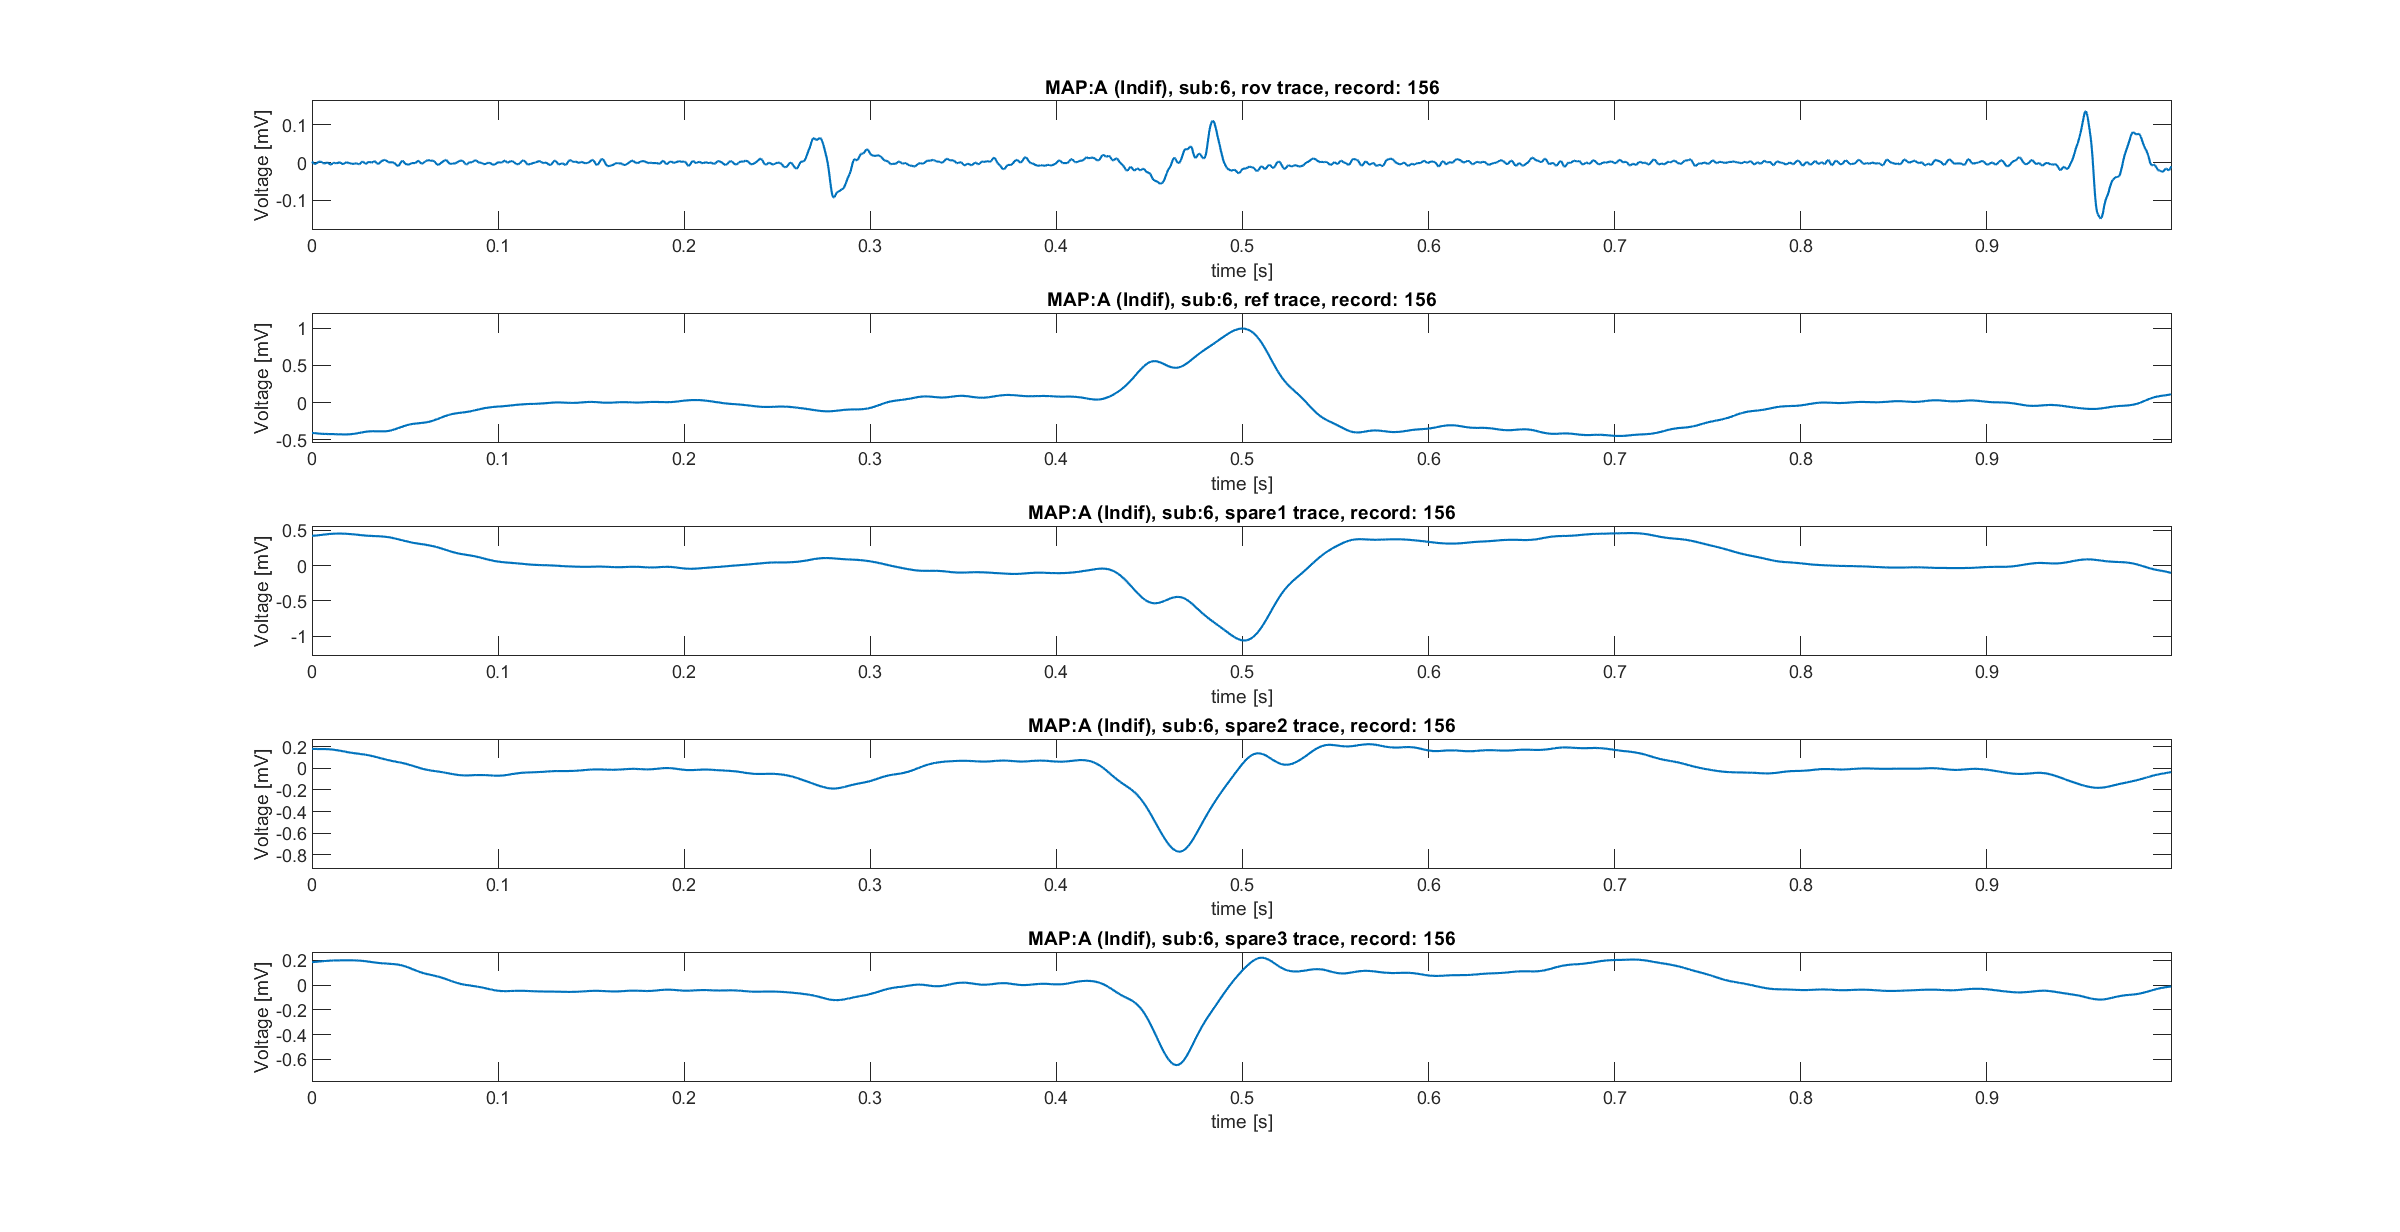 MAP:A (Indif), sub:6, rov trace, record: 156
Voltage [mV]
0.1
0
-0.1
0 0.1 0.2 0.3 0.4 0.5 0.6 0.7 0.8 0.9
time [s]
MAP:A (Indif), sub:6, ref trace, record: 156
Voltage [mV]
1
0.5
0
-0.5
0 0.1 0.2 0.3 0.4 0.5 0.6 0.7 0.8 0.9
time [s]
MAP:A (Indif), sub:6, spare1 trace, record: 156
Voltage [mV]
0.5
0
-0.5
-1
0 0.1 0.2 0.3 0.4 0.5 0.6 0.7 0.8 0.9
time [s]
MAP:A (Indif), sub:6, spare2 trace, record: 156
Voltage [mV]
0.2
0
-0.2
-0.4
-0.6
-0.8
0 0.1 0.2 0.3 0.4 0.5 0.6 0.7 0.8 0.9
time [s]
MAP:A (Indif), sub:6, spare3 trace, record: 156
Voltage [mV]
0.2
0
-0.2
-0.4
-0.6
0 0.1 0.2 0.3 0.4 0.5 0.6 0.7 0.8 0.9
time [s]